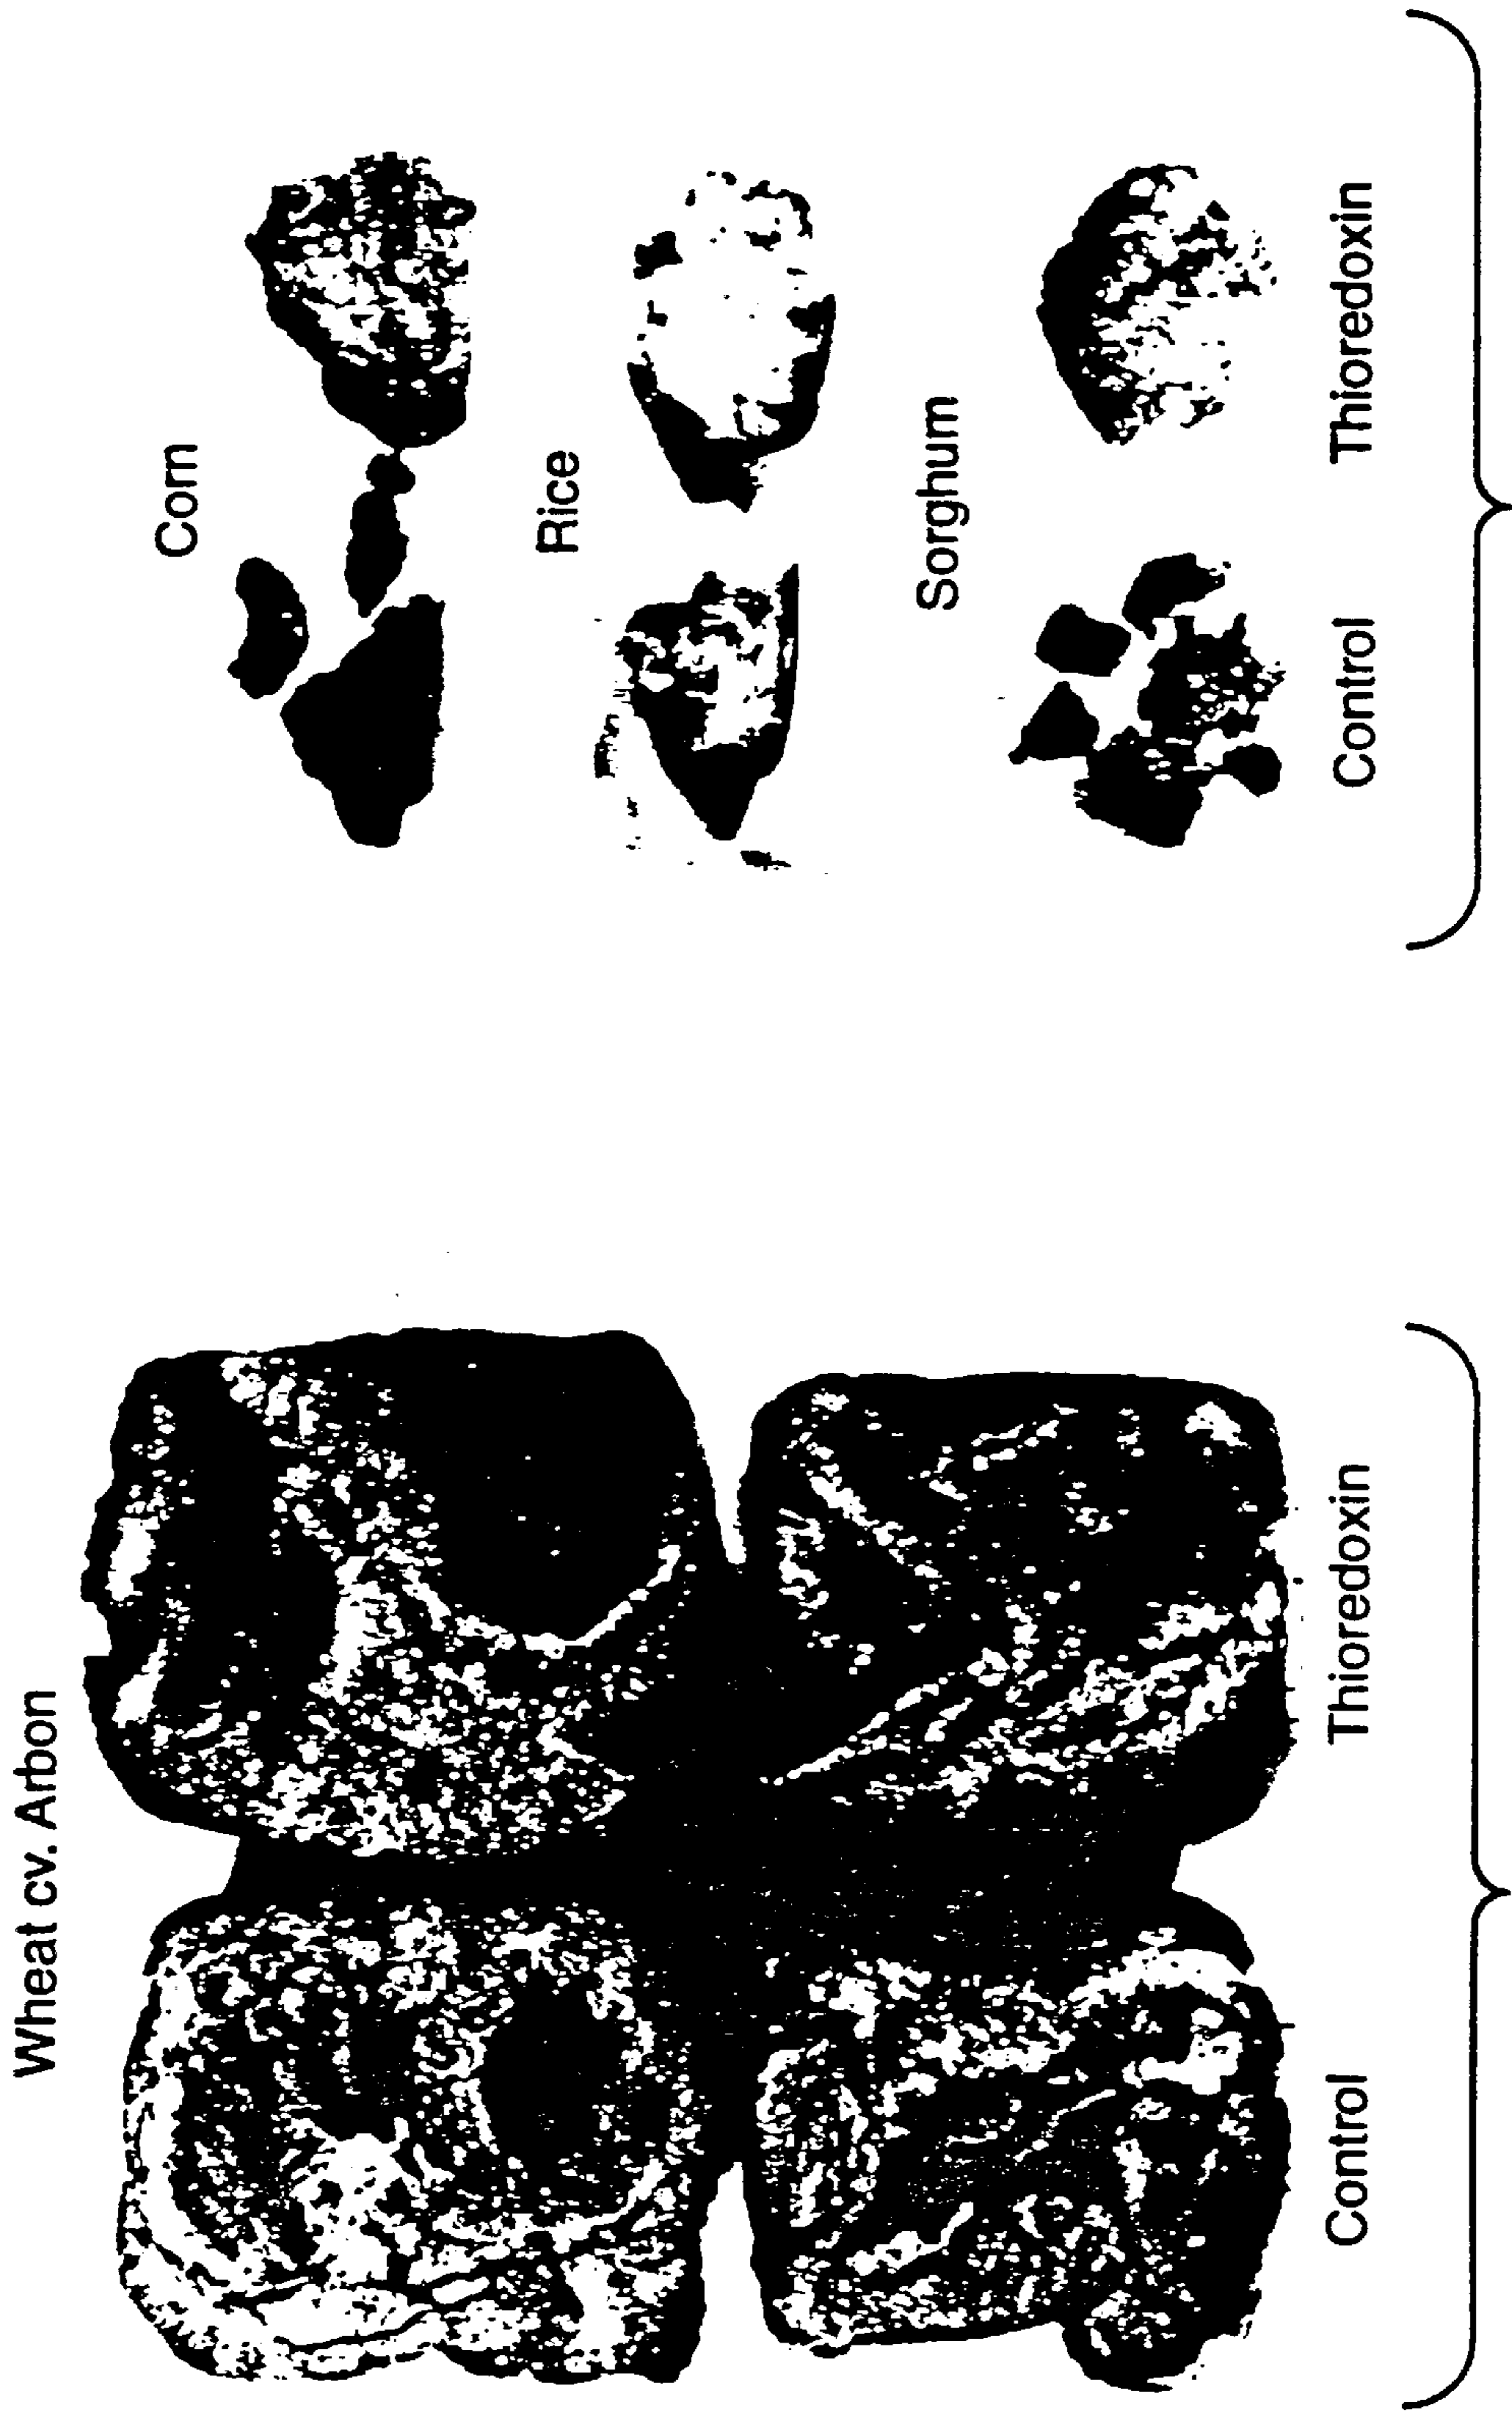 Wheat cv. Arbon
Control
Thioredoxin
Corn
Rice
Sorghum
Control
Thioredoxin